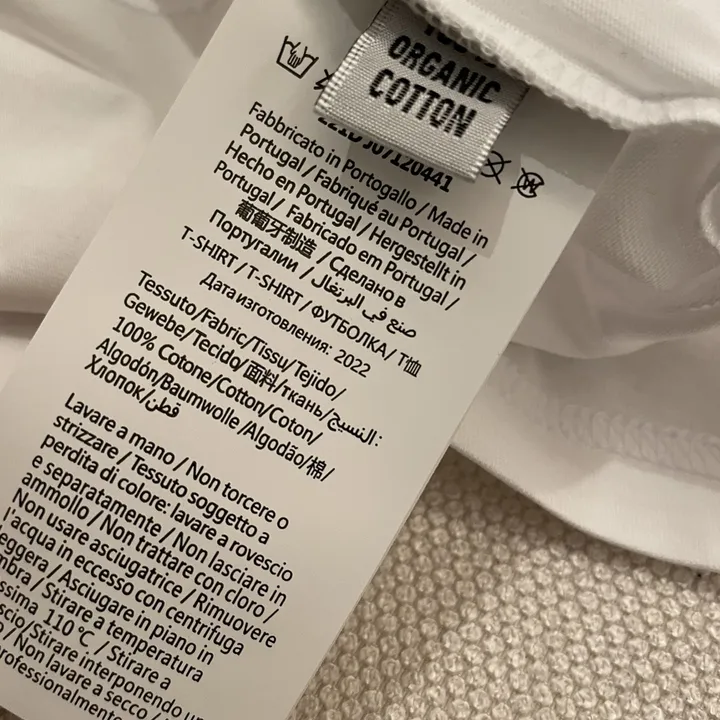 ORGANIC
COTTON
Fabbricato in Portogallo / Made in
Portugal / Fabriqué au Portugal /
Hecho en Portugal / Hergestellt in
Portugal / Fabricado em Portugal /
葡萄牙制造 / Сделано в
Португалии / صنع في البرتغال
T-SHIRT / T-SHIRT / ФУТБОЛКА / T恤
Дата изготовления: 2022
Tessuto/Fabric/Tissu/Tejido/
Gewebe/Tecido/面料/ткань/النسيج:
100% Cotone/Cotton/Coton/
Algodón/Baumwolle /Algodão/棉/
Хлопок/قطن
Lavare a mano / Non torcere o
strizzare / Tessuto soggetto a
perdita di colore: lavare a rovescio
e separatamente / Non lasciare in
ammollo / Non trattare con cloro /
Non usare asciugatrice / Rimuovere
l'acqua in eccesso con centrifuga
/ Asciugare in piano in
/ Stirare a temperatura
110 °C / Stirare a
/Stirare interponendo
/ Non lavare a secco /